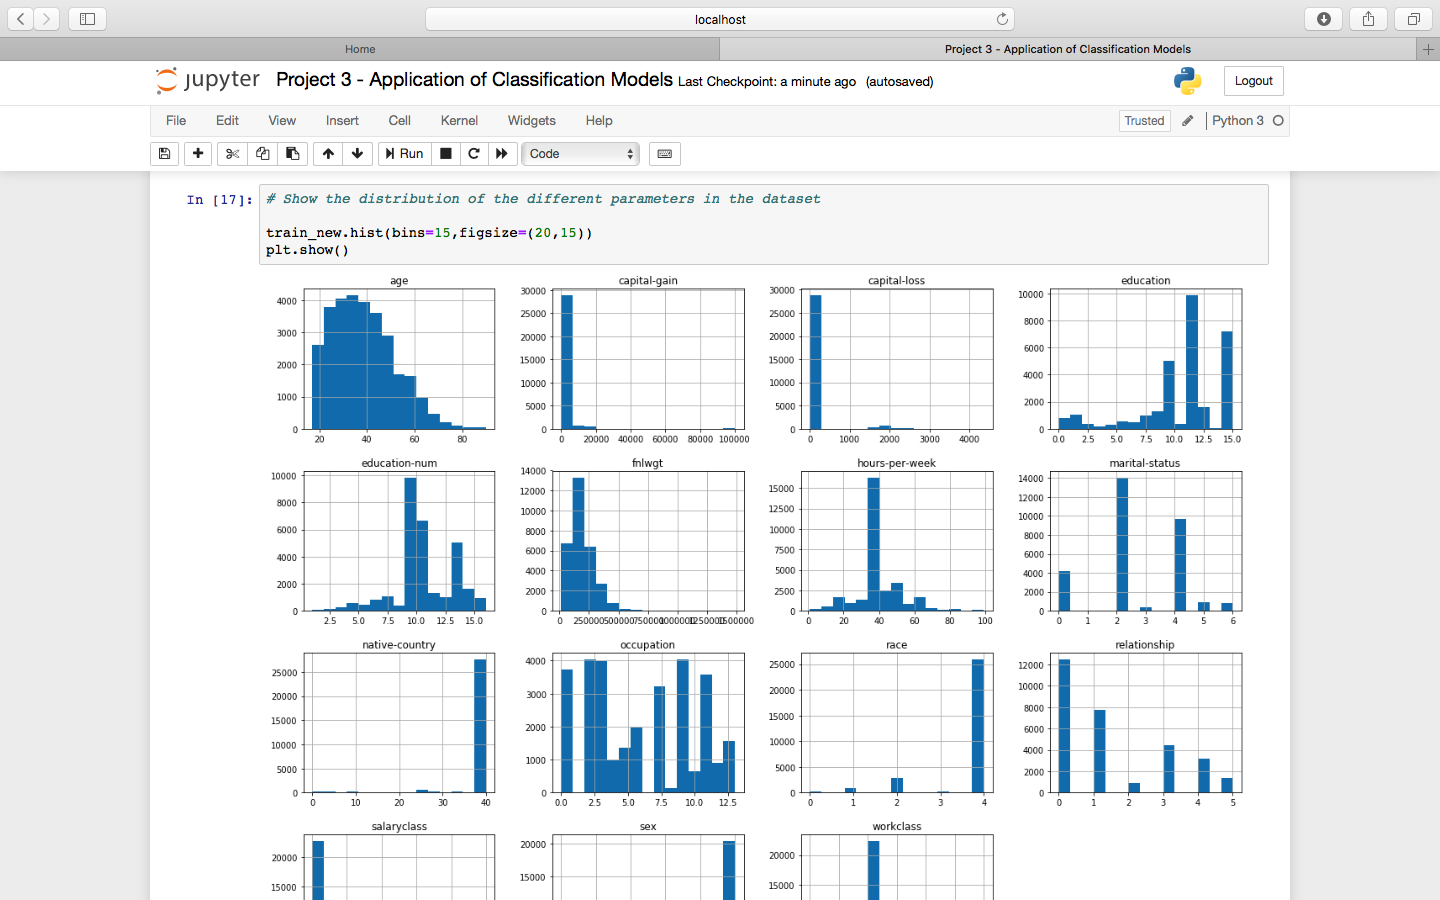 localhost
Home
Project 3 - Application of Classification Models
jupyter Project 3 - Application of Classification Models Last Checkpoint: a minute ago (autosaved)
Logout
File Edit View Insert Cell Kernel Widgets Help
Trusted Python 3
Run Code
In [17]: # Show the distribution of the different parameters in the dataset
train_new.hist(bins=15,figsize=(20,15))
plt.show()
age capital-gain capital-loss education
4000 3000 2000 1000 0
20 40 60 80
30000 25000 20000 15000 10000 5000 0
0 20000 40000 60000 80000 100000
30000 25000 20000 15000 10000 5000 0
0 1000 2000 3000 4000
10000 8000 6000 4000 2000 0
0.0 2.5 5.0 7.5 10.0 12.5 15.0
education-num fnlwgt hours-per-week marital-status
10000 8000 6000 4000 2000 0
2.5 5.0 7.5 10.0 12.5 15.0
14000 12000 10000 8000 6000 4000 2000 0
0 250000 500000 750000 1000000 1250000 1500000
15000 12500 10000 7500 5000 2500 0
0 20 40 60 80 100
14000 12000 10000 8000 6000 4000 2000 0
0 1 2 3 4 5 6
native-country occupation race relationship
25000 20000 15000 10000 5000 0
0 10 20 30 40
4000 3000 2000 1000 0
0.0 2.5 5.0 7.5 10.0 12.5
25000 20000 15000 10000 5000 0
0 1 2 3 4
12000 10000 8000 6000 4000 2000 0
0 1 2 3 4 5
salaryclass sex workclass
20000 15000
20000 15000
20000 15000